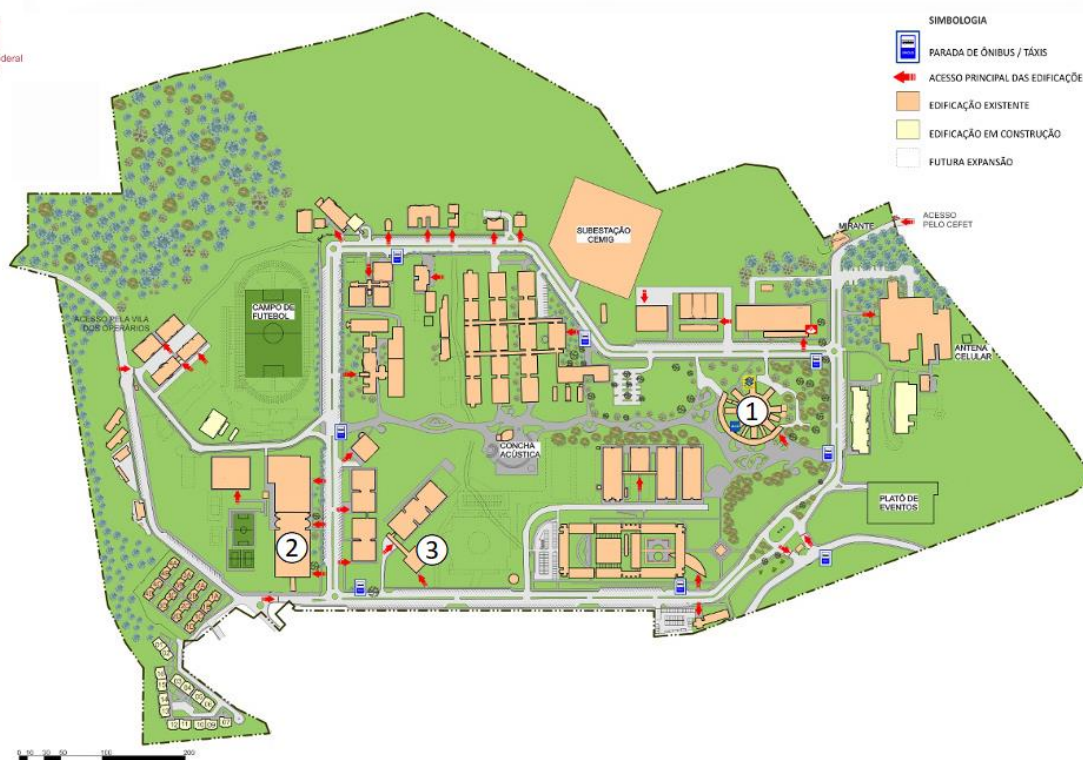 deral
SIMBOLOGIA
PARADA DE ÔNIBUS / TÁXIS
ACESSO PRINCIPAL DAS EDIFICAÇÕE
EDIFICAÇÃO EXISTENTE
EDIFICAÇÃO EM CONSTRUÇÃO
FUTURA EXPANSÃO
ACESSO
PELO CEFET
MIRANTE
SUBESTAÇÃO
CEMIG
CAMPO DE
FUTEBOL
ACESSO PELA VILA
DOS OPERÁRIOS
ANTENA
CELULAR
1
CONCHA
ACÚSTICA
PLATÔ DE
EVENTOS
2
3
0 10 30 50 100 200